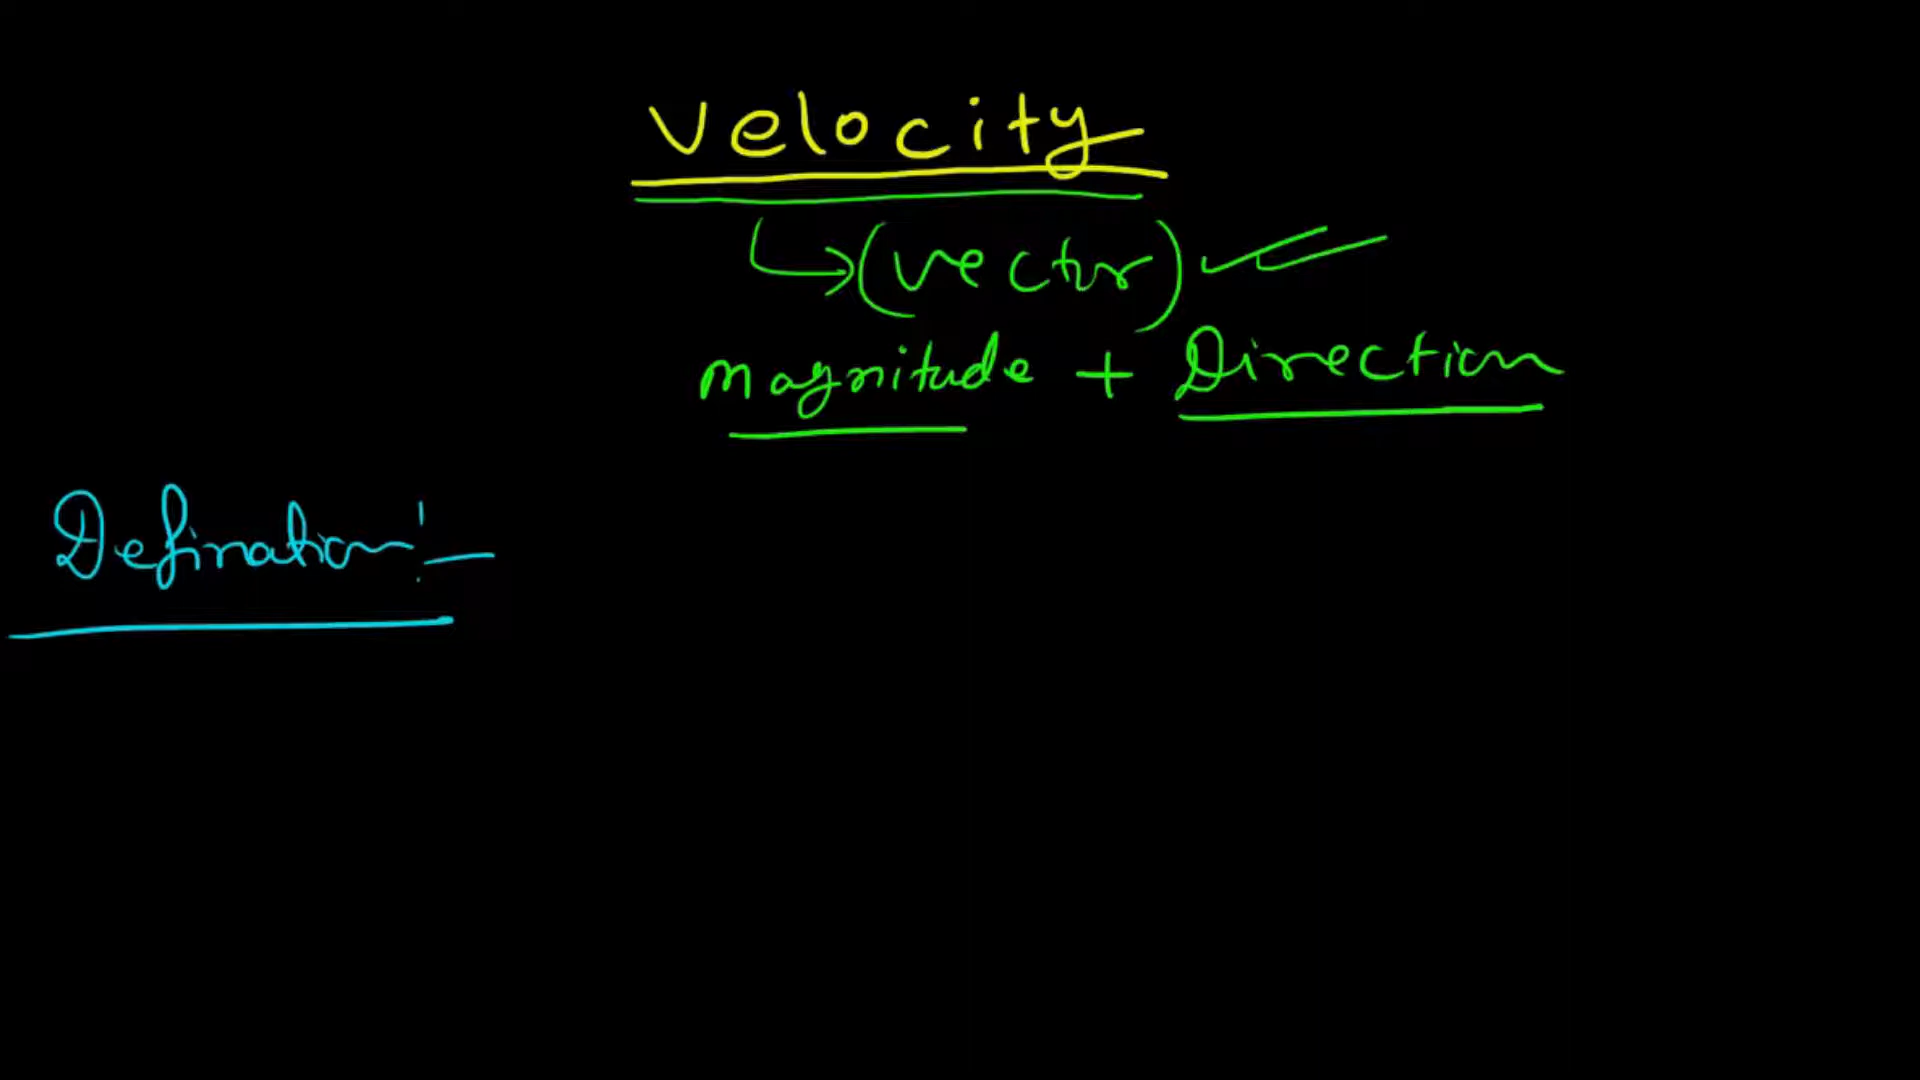 Velocity
(vector)
magnitude + Direction
Defination:-